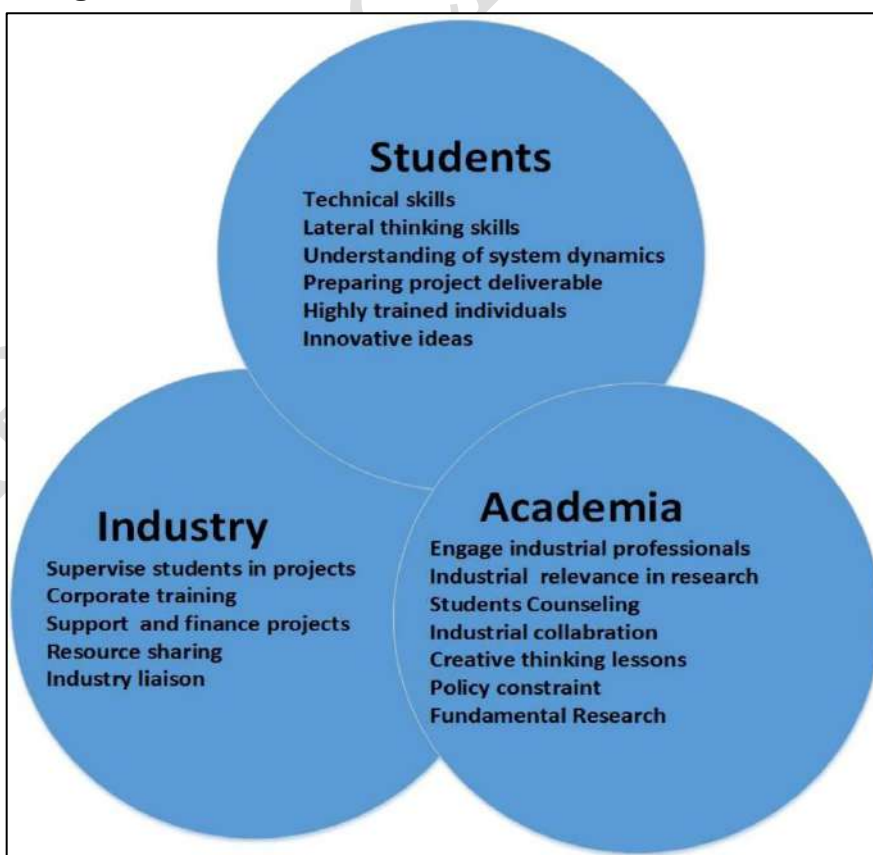 Students
Technical skills
Lateral thinking skills
Understanding of system dynamics
Preparing project deliverable
Highly trained individuals
Innovative ideas
Industry
Supervise students in projects
Corporate training
Support and finance projects
Resource sharing
Industry liaison
Academia
Engage industrial professionals
Industrial relevance in research
Students Counseling
Industrial collabration
Creative thinking lessons
Policy constraint
Fundamental Research